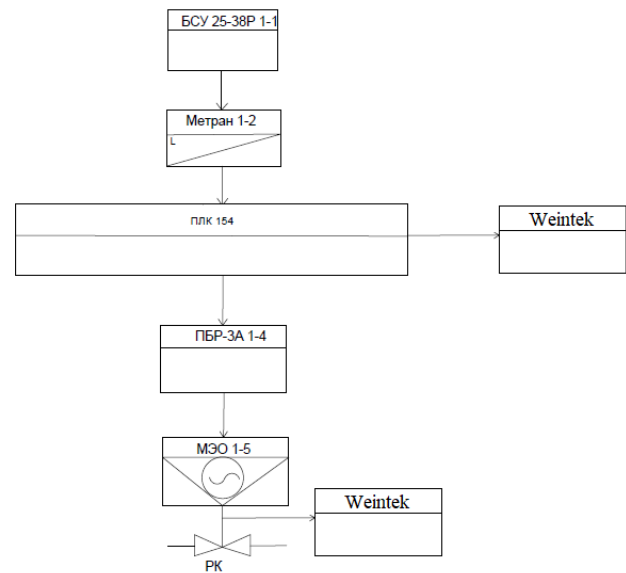 БСУ 25-38Р 1-1
Метран 1-2
L
ПЛК 154
Weintek
ПБР-3А 1-4
МЭО 1-5
Weintek
РК